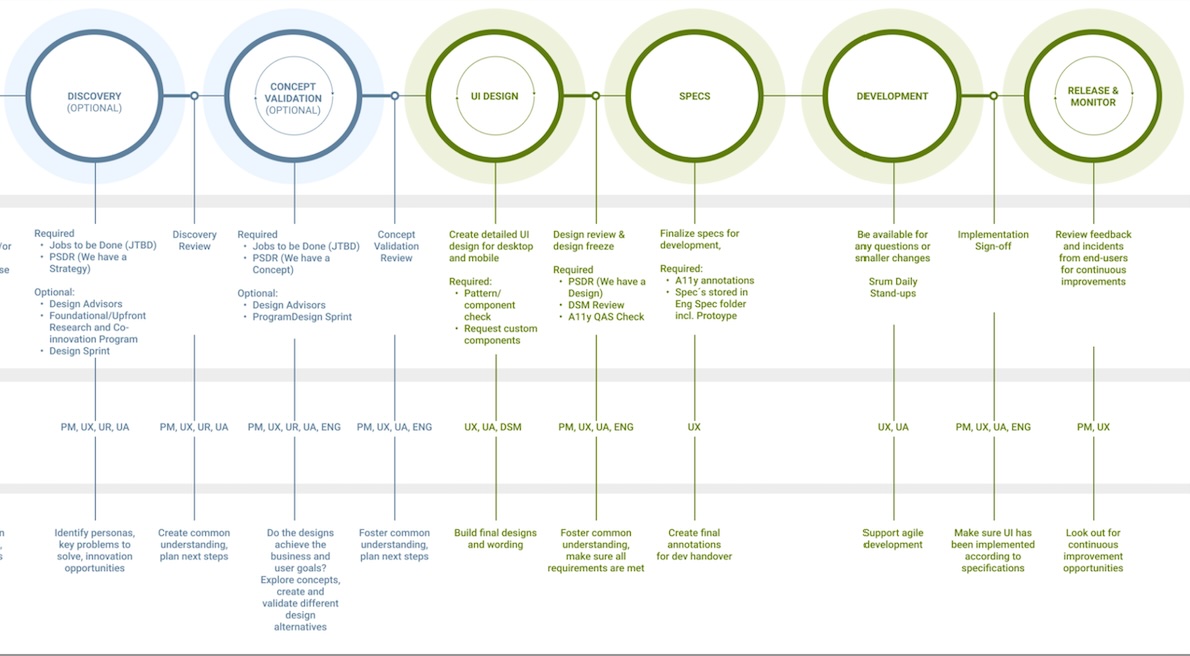 DISCOVERY
(OPTIONAL)
CONCEPT
VALIDATION
(OPTIONAL)
UI DESIGN
SPECS
DEVELOPMENT
RELEASE &
MONITOR
/or
se
Required
• Jobs to be Done (JTBD)
• PSDR (We have a
Strategy)
Optional:
• Design Advisors
• Foundational/Upfront
Research and Co-
innovation Program
• Design Sprint
Discovery
Review
Required
• Jobs to be Done (JTBD)
• PSDR (We have a
Concept)
Optional:
• Design Advisors
• ProgramDesign Sprint
Concept
Validation
Review
Create detailed UI
design for desktop
and mobile
Required:
• Pattern/
component
check
• Request custom
components
Design review &
design freeze
Required
• PSDR (We have a
Design)
• DSM Review
• A11y QAS Check
Finalize specs for
development,
Required:
• A11y annotations
• Spec´s stored in
Eng Spec folder
incl. Protoype
Be available for
any questions or
smaller changes
Srum Daily
Stand-ups
Implementation
Sign-off
Review feedback
and incidents
from end-users
for continuous
improvements
PM, UX, UR, UA
PM, UX, UR, UA
PM, UX, UR, UA, ENG
PM, UX, UA, ENG
UX, UA, DSM
PM, UX, UA, ENG
UX
UX, UA
PM, UX, UA, ENG
PM, UX
n
,
s
Identify personas,
key problems to
solve, innovation
opportunities
Create common
understanding,
plan next steps
Do the designs
achieve the
business and
user goals?
Explore concepts,
create and
validate different
design
alternatives
Foster common
understanding,
plan next steps
Build final designs
and wording
Foster common
understanding,
make sure all
requirements are met
Create final
annotations
for dev handover
Support agile
development
Make sure UI has
been implemented
according to
specifications
Look out for
continuous
improvement
opportunities